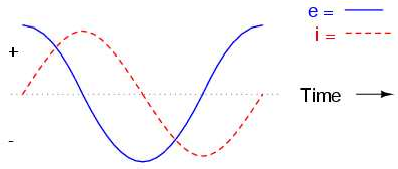 e =
i =
+
Time
-